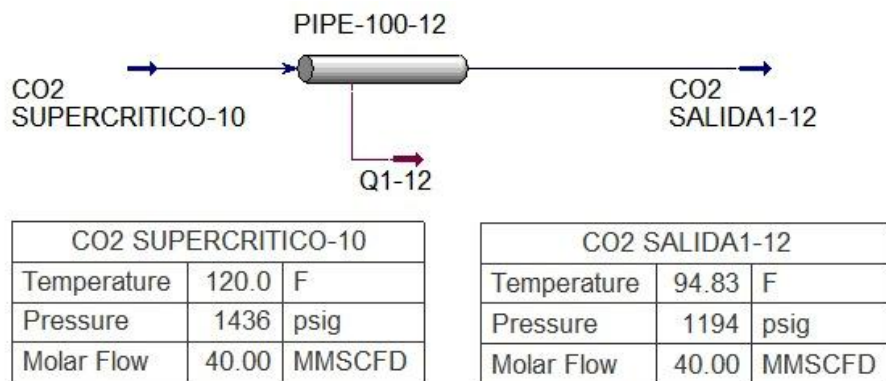 PIPE-100-12
CO2
SUPERCRITICO-10
CO2
SALIDA1-12
Q1-12
CO2 SUPERCRITICO-10
Temperature 120.0 F
Pressure 1436 psig
Molar Flow 40.00 MMSCFD
CO2 SALIDA1-12
Temperature 94.83 F
Pressure 1194 psig
Molar Flow 40.00 MMSCFD